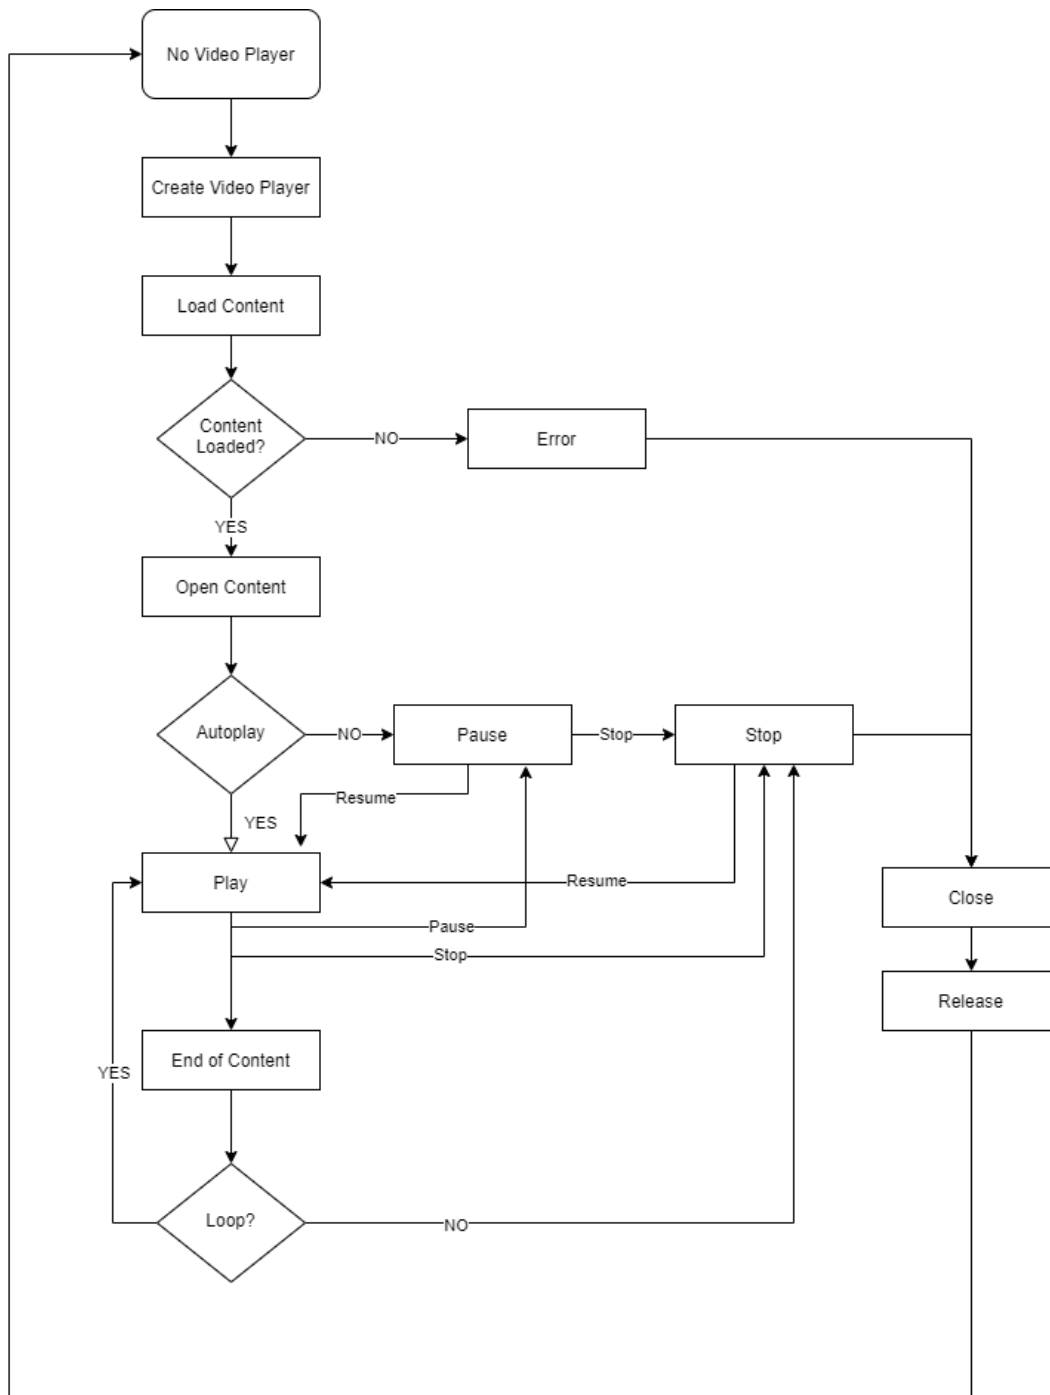 No Video Player
Create Video Player
Load Content
Content
Loaded?
NO
Error
YES
Open Content
Autoplay
NO
Pause
Stop
Stop
Resume
YES
Play
Resume
Close
Pause
Stop
Release
End of Content
YES
Loop?
NO